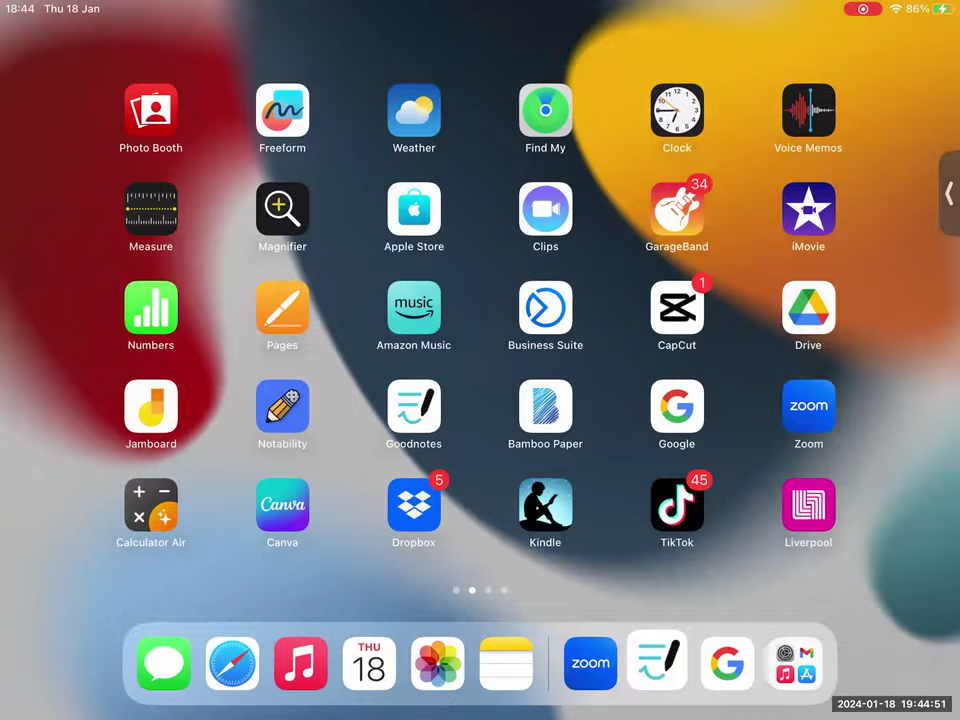 18:44 Thu 18 Jan
86%
Photo Booth
Freeform
Weather
Find My
Clock
Voice Memos
34
Measure
Magnifier
Apple Store
Clips
GarageBand
iMovie
music
1
Numbers
Pages
Amazon Music
Business Suite
CapCut
Drive
zoom
Jamboard
Notability
Goodnotes
Bamboo Paper
Google
Zoom
Canva
5
45
Calculator Air
Canva
Dropbox
Kindle
TikTok
Liverpool
THU
18
zoom
2024-01-18 19:44:51